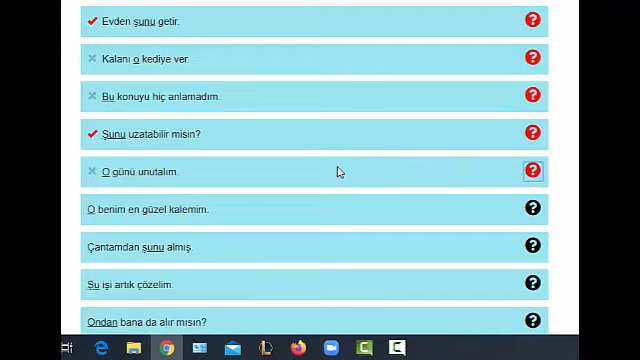 Evden şunu getir.
Kalanı o kediye ver.
Bu konuyu hiç anlamadım.
Şunu uzatabilir misin?
O günü unutalım.
O benim en güzel kalemim.
Çantamdan şunu almış.
Şu işi artık çözelim.
Ondan bana da alır mısın?